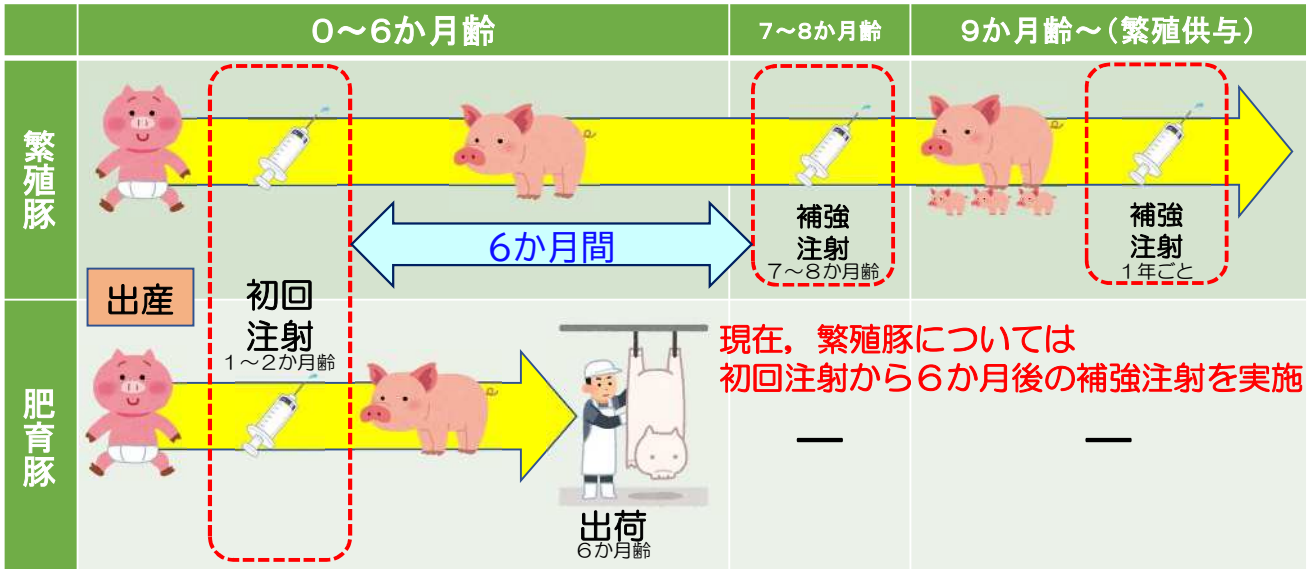 0～6か月齢
7～8か月齢
9か月齢～(繁殖供与)
繁殖豚
6か月間
補強
注射
7～8か月齢
補強
注射
1年ごと
出産
初回
注射
1～2か月齢
肥育豚
出荷
6か月齢
現在，繁殖豚については
初回注射から６か月後の補強注射を実施
―
―